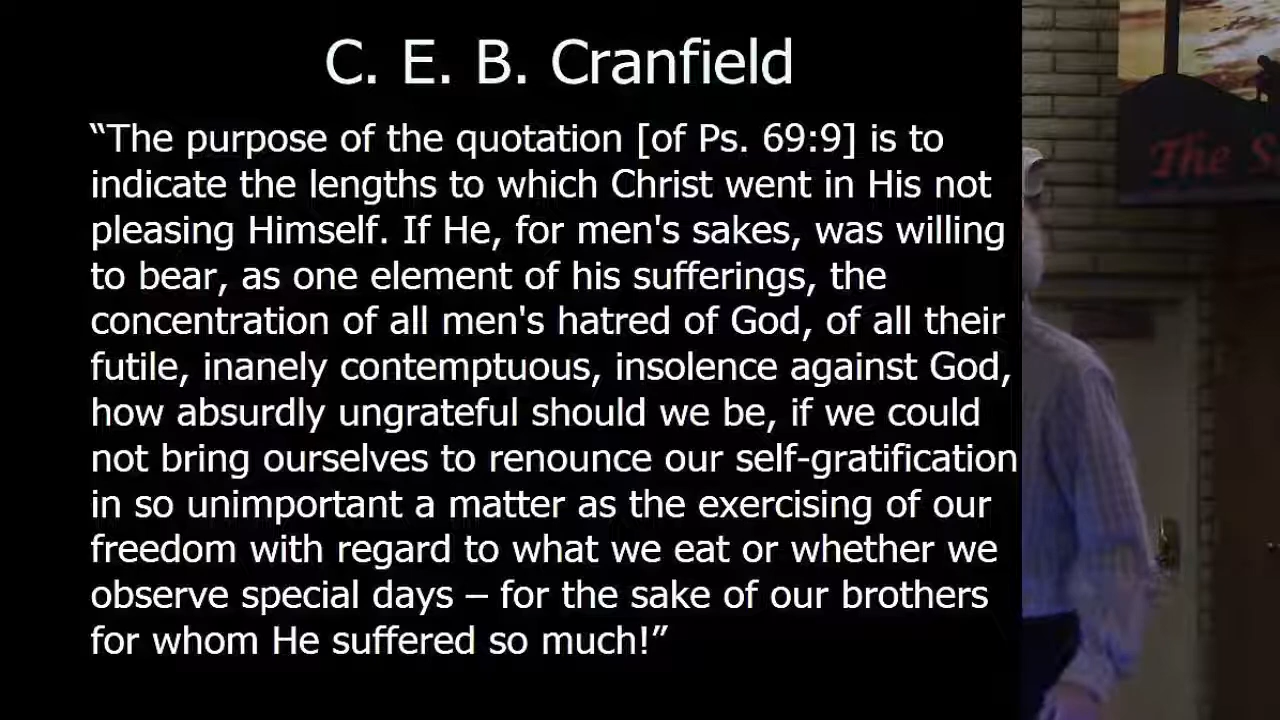 C. E. B. Cranfield
“The purpose of the quotation [of Ps. 69:9] is to
indicate the lengths to which Christ went in His not
pleasing Himself. If He, for men's sakes, was willing
to bear, as one element of his sufferings, the
concentration of all men's hatred of God, of all their
futile, inanely contemptuous, insolence against God,
how absurdly ungrateful should we be, if we could
not bring ourselves to renounce our self-gratification
in so unimportant a matter as the exercising of our
freedom with regard to what we eat or whether we
observe special days – for the sake of our brothers
for whom He suffered so much!”
The